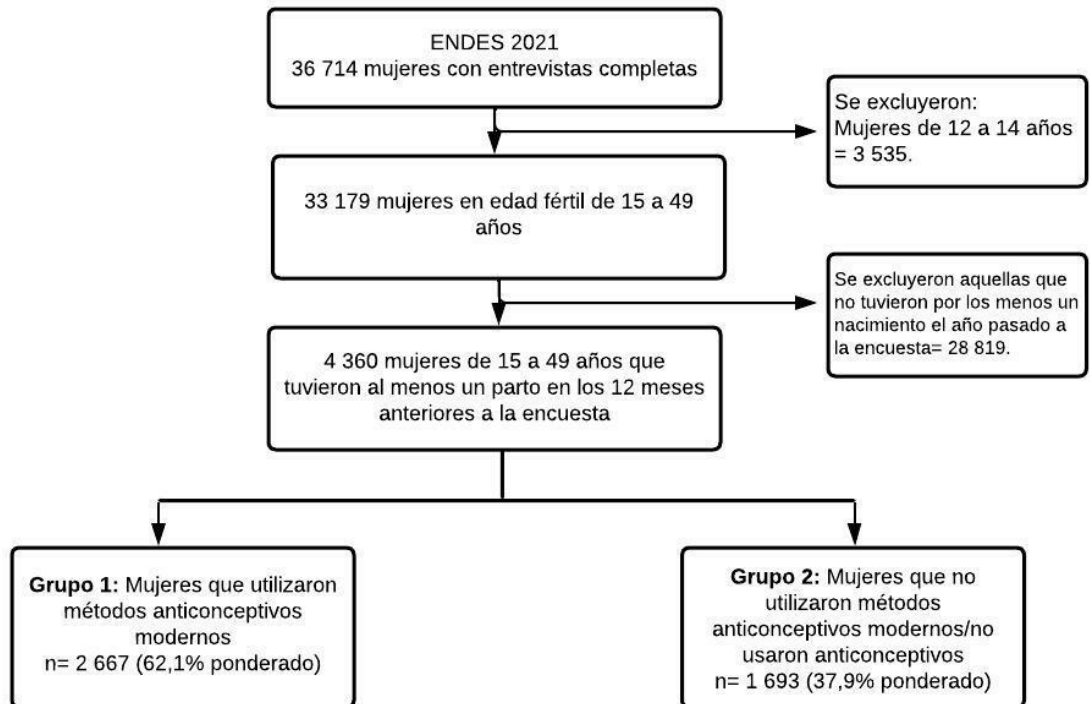 ENDES 2021
36 714 mujeres con entrevistas completas
Se excluyeron:
Mujeres de 12 a 14 años
= 3 535.
33 179 mujeres en edad fértil de 15 a 49
años
Se excluyeron aquellas que
no tuvieron por los menos un
nacimiento el año pasado a
la encuesta= 28 819.
4 360 mujeres de 15 a 49 años que
tuvieron al menos un parto en los 12 meses
anteriores a la encuesta
Grupo 1: Mujeres que utilizaron
métodos anticonceptivos
modernos
n= 2 667 (62,1% ponderado)
Grupo 2: Mujeres que no
utilizaron métodos
anticonceptivos modernos/no
usaron anticonceptivos
n= 1 693 (37,9% ponderado)